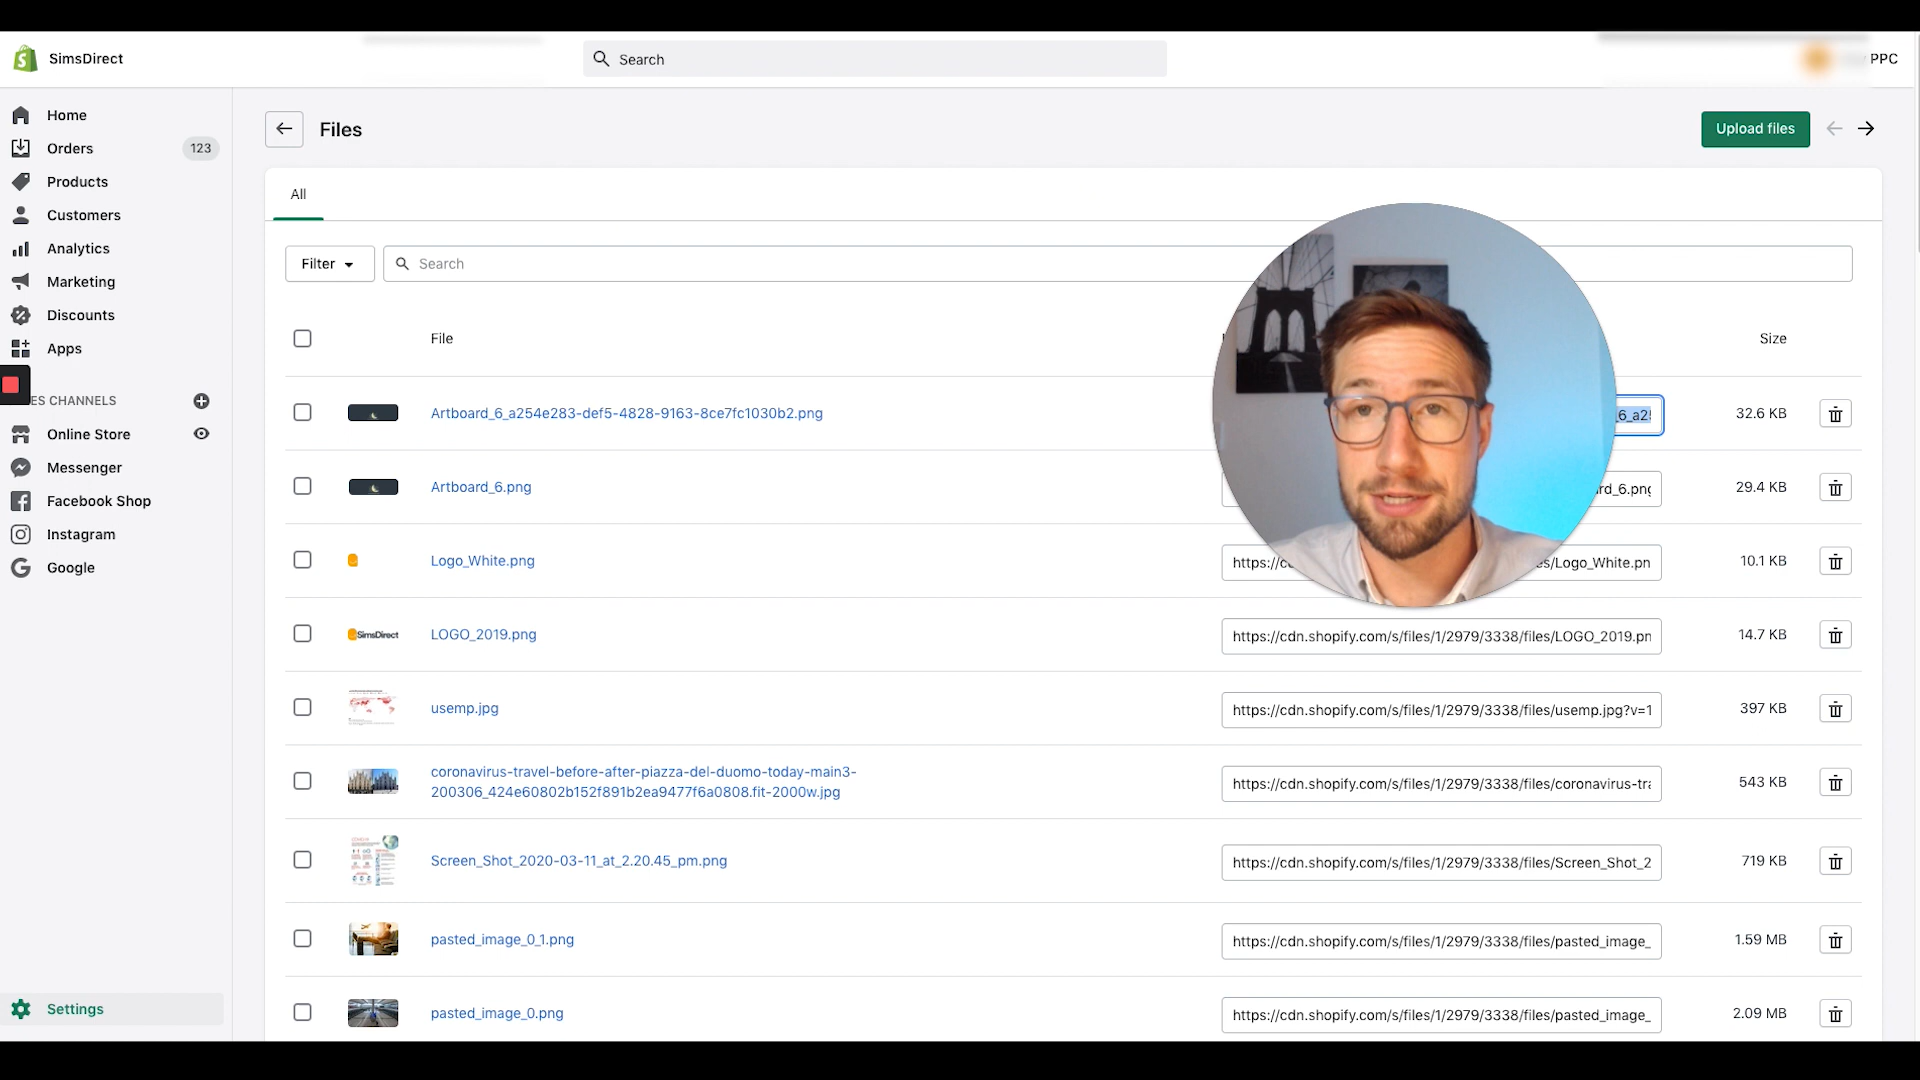 SimsDirect
Search
PPC
Home
Orders
123
Products
Customers
Analytics
Marketing
Discounts
Apps
ES CHANNELS
Online Store
Messenger
Facebook Shop
Instagram
Google
Settings
Files
Upload files
All
Filter
Search
File
Size
Artboard_6_a254e283-def5-4828-9163-8ce7fc1030b2.png
_6_a2
32.6 KB
Artboard_6.png
rd_6.png
29.4 KB
Logo_White.png
https://c
es/Logo_White.pn
10.1 KB
SimsDirect
LOGO_2019.png
https://cdn.shopify.com/s/files/1/2979/3338/files/LOGO_2019.pn
14.7 KB
usemp.jpg
https://cdn.shopify.com/s/files/1/2979/3338/files/usemp.jpg?v=1
397 KB
coronavirus-travel-before-after-piazza-del-duomo-today-main3-
200306_424e60802b152f891b2ea9477f6a0808.fit-2000w.jpg
https://cdn.shopify.com/s/files/1/2979/3338/files/coronavirus-tra
543 KB
Screen_Shot_2020-03-11_at_2.20.45_pm.png
https://cdn.shopify.com/s/files/1/2979/3338/files/Screen_Shot_2
719 KB
pasted_image_0_1.png
https://cdn.shopify.com/s/files/1/2979/3338/files/pasted_image_
1.59 MB
pasted_image_0.png
https://cdn.shopify.com/s/files/1/2979/3338/files/pasted_image_
2.09 MB